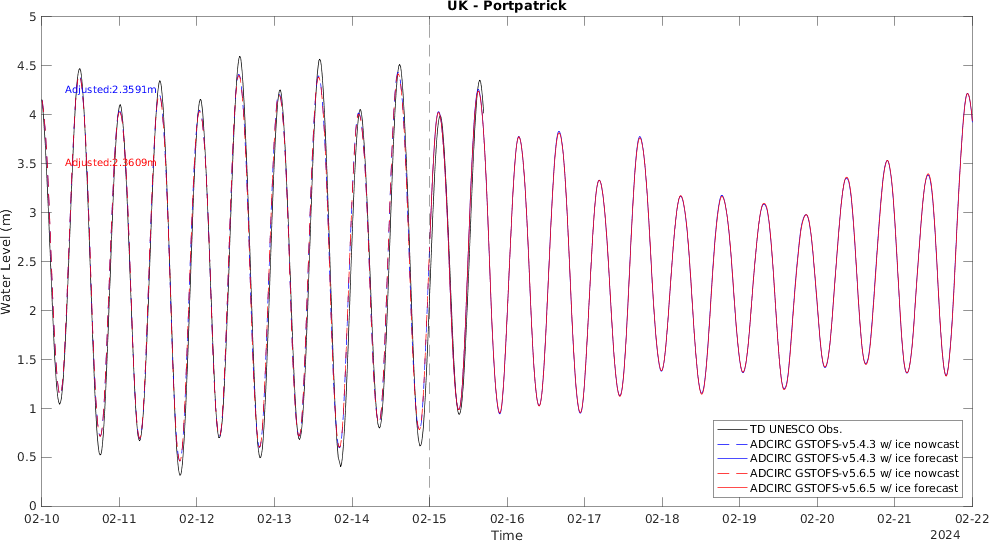 UK - Portpatrick
5
4.5
4
3.5
3
2.5
2
1.5
1
0.5
0
Water Level (m)
Adjusted:2.3591m
Adjusted:2.3609m
TD UNESCO Obs.
ADCIRC GSTOFS-v5.4.3 w/ ice nowcast
ADCIRC GSTOFS-v5.4.3 w/ ice forecast
ADCIRC GSTOFS-v5.6.5 w/ ice nowcast
ADCIRC GSTOFS-v5.6.5 w/ ice forecast
02-10 02-11 02-12 02-13 02-14 02-15 02-16 02-17 02-18 02-19 02-20 02-21 02-22
Time
2024